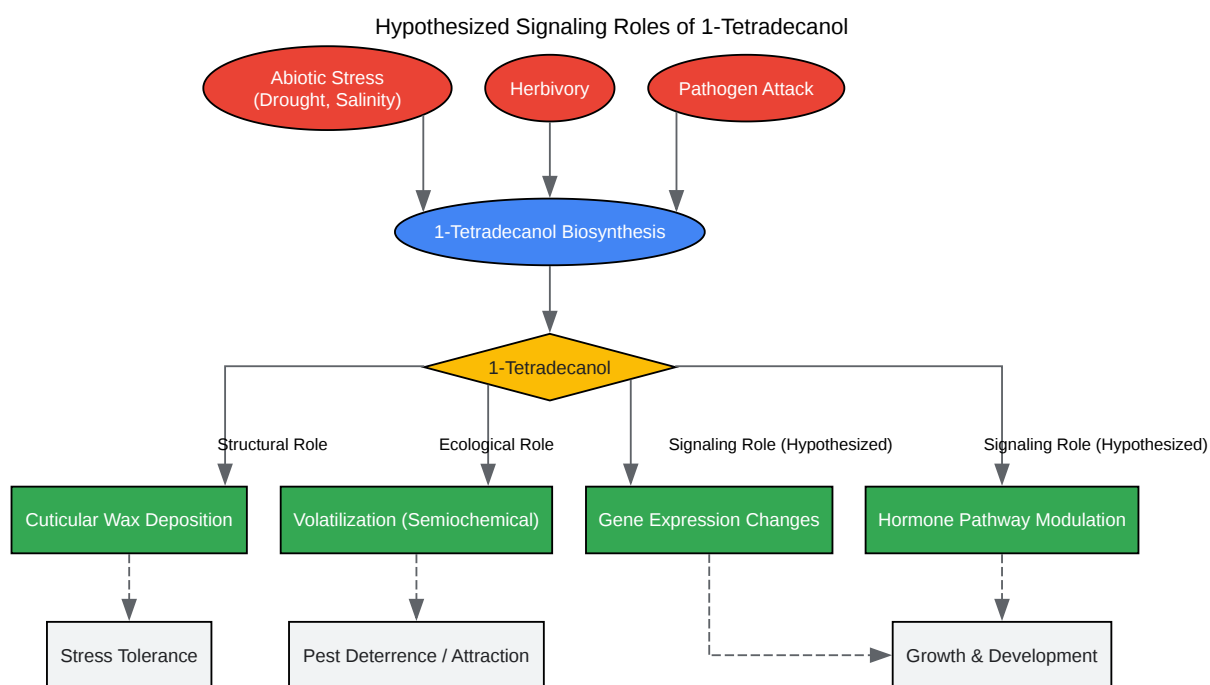 Hypothesized Signaling Roles of 1-Tetradecanol
Abiotic Stress
(Drought, Salinity)
Herbivory
Pathogen Attack
1-Tetradecanol Biosynthesis
1-Tetradecanol
Structural Role
Ecological Role
Signaling Role (Hypothesized)
Signaling Role (Hypothesized)
Cuticular Wax Deposition
Volatilization (Semiochemical)
Gene Expression Changes
Hormone Pathway Modulation
Stress Tolerance
Pest Deterrence / Attraction
Growth & Development